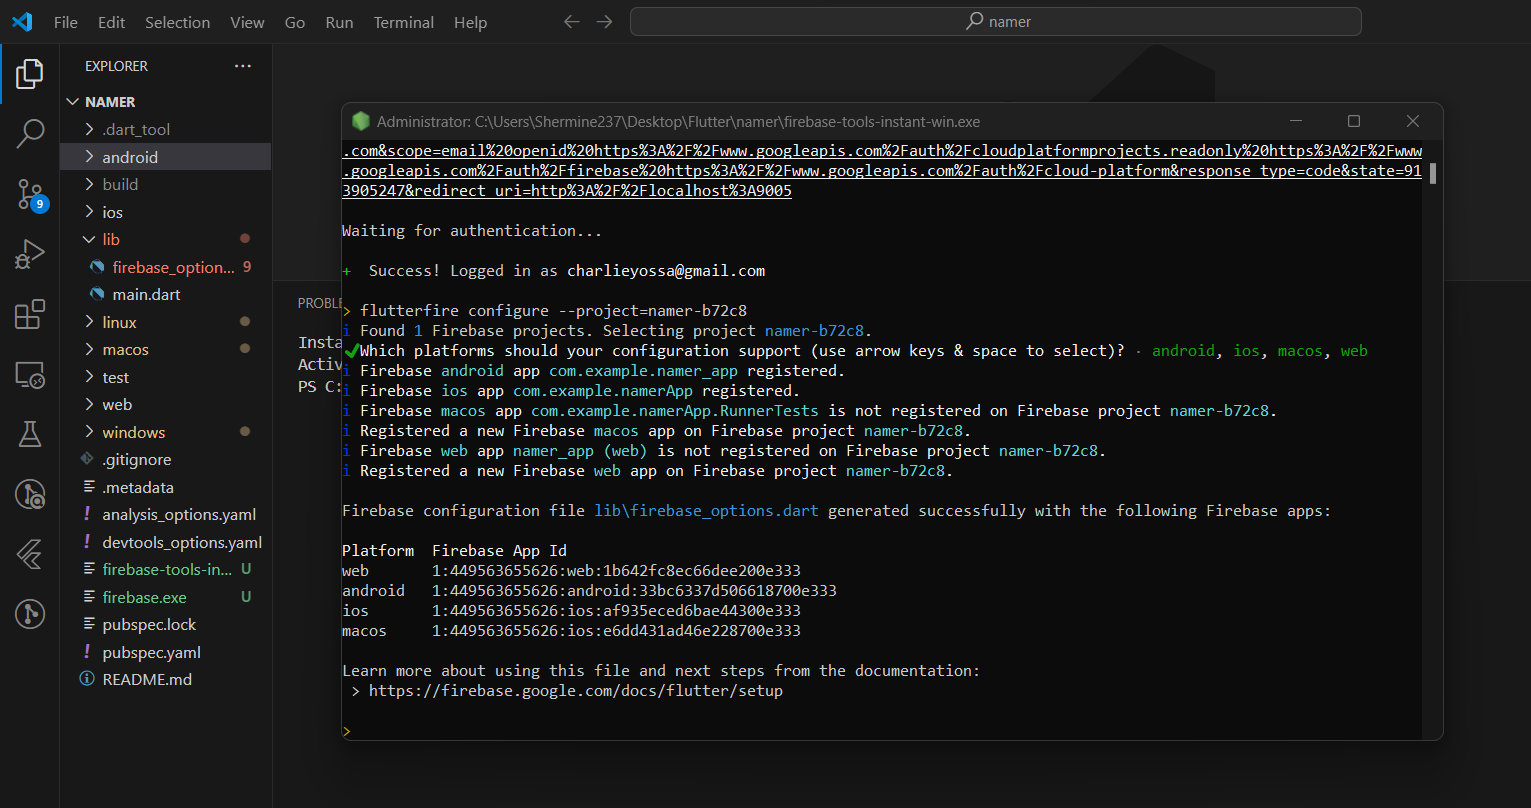 File Edit Selection View Go Run Terminal Help
namer
EXPLORER
NAMER
.dart_tool
android
build
ios
lib
firebase_option... 9
main.dart
linux
macos
test
web
windows
.gitignore
.metadata
! analysis_options.yaml
! devtools_options.yaml
firebase-tools-in... U
firebase.exe U
pubspec.lock
! pubspec.yaml
README.md
9
PROBLE
Insta
Activ
PS C:
Administrator: C:\Users\Shermine237\Desktop\Flutter\namer\firebase-tools-instant-win.exe
.com&scope=email%20openid%20https%3A%2F%2Fwww.googleapis.com%2Fauth%2Fcloudplatformprojects.readonly%20https%3A%2F%2Fwww
.googleapis.com%2Fauth%2Ffirebase%20https%3A%2F%2Fwww.googleapis.com%2Fauth%2Fcloud-platform&response_type=code&state=91
3905247&redirect_uri=http%3A%2F%2Flocalhost%3A9005
Waiting for authentication...
+ Success! Logged in as charlieyossa@gmail.com
> flutterfire configure --project=namer-b72c8
i Found 1 Firebase projects. Selecting project namer-b72c8.
✔Which platforms should your configuration support (use arrow keys & space to select)? · android, ios, macos, web
i Firebase android app com.example.namer_app registered.
i Firebase ios app com.example.namerApp registered.
i Firebase macos app com.example.namerApp.RunnerTests is not registered on Firebase project namer-b72c8.
i Registered a new Firebase macos app on Firebase project namer-b72c8.
i Firebase web app namer_app (web) is not registered on Firebase project namer-b72c8.
i Registered a new Firebase web app on Firebase project namer-b72c8.
Firebase configuration file lib\firebase_options.dart generated successfully with the following Firebase apps:
Platform Firebase App Id
web 1:449563655626:web:1b642fc8ec66dee200e333
android 1:449563655626:android:33bc6337d506618700e333
ios 1:449563655626:ios:af935eced6bae44300e333
macos 1:449563655626:ios:e6dd431ad46e228700e333
Learn more about using this file and next steps from the documentation:
> https://firebase.google.com/docs/flutter/setup
>